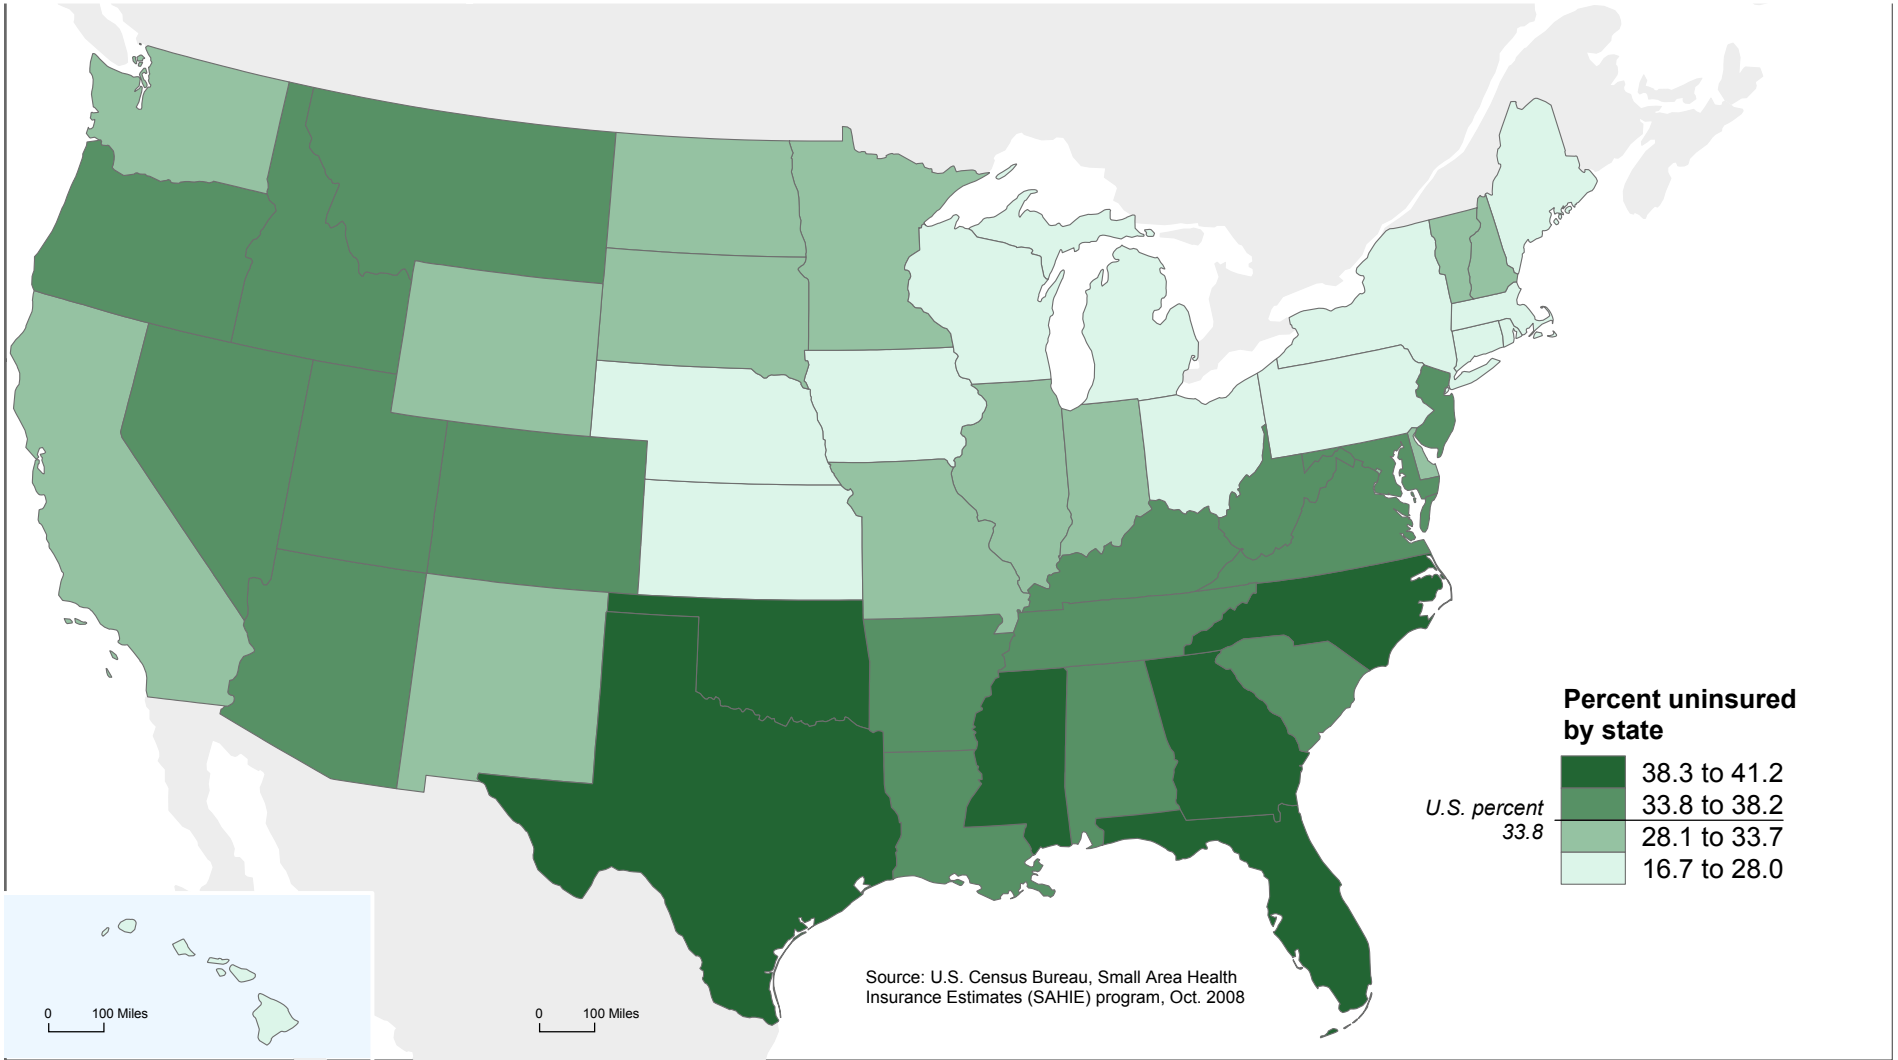 Percent uninsured
by state
38.3 to 41.2
33.8 to 38.2
28.1 to 33.7
16.7 to 28.0
U.S. percent
33.8
Source: U.S. Census Bureau, Small Area Health
Insurance Estimates (SAHIE) program, Oct. 2008
0 100 Miles
0 100 Miles